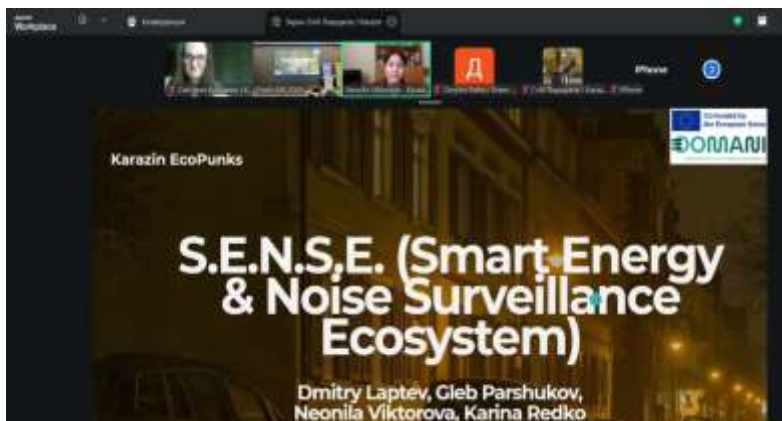 Workplace
iPhone
Co-funded by
the European Union
DOMANI
Karazin EcoPunks
S.E.N.S.E. (Smart Energy
& Noise Surveillance
Ecosystem)
Dmitry Laptev, Gleb Parshukov,
Neonila Viktorova, Karina Redko